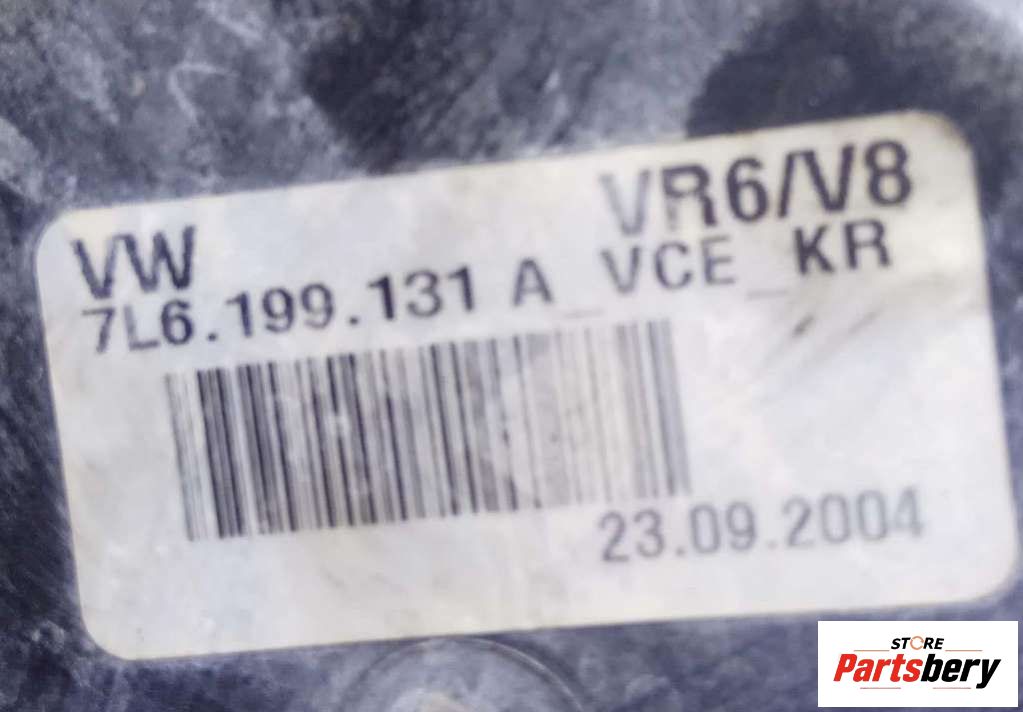 VW VR6/V8
7L6.199.131 A_VCE_KR
23.09.2004
STORE
Partsbery